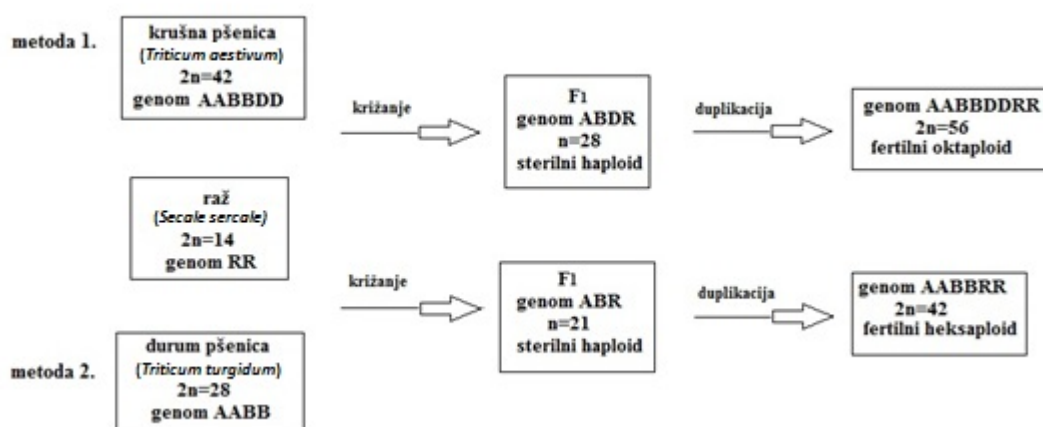 metoda 1.
krušna pšenica
(Triticum aestivum)
2n=42
genom AABBDD
križanje
F1
genom ABDR
n=28
sterilni haploid
duplikacija
genom AABBDDRR
2n=56
fertilni oktaploid
raž
(Secale sercale)
2n=14
genom RR
križanje
F1
genom ABR
n=21
sterilni haploid
duplikacija
genom AABBRR
2n=42
fertilni heksaploid
metoda 2.
durum pšenica
(Triticum turgidum)
2n=28
genom AABB